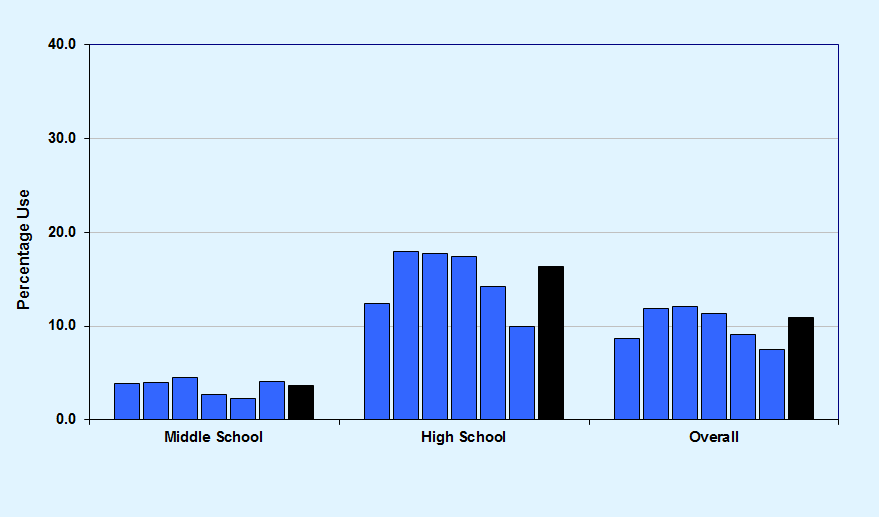 40.0
30.0
20.0
10.0
0.0
Percentage Use
Middle School
High School
Overall